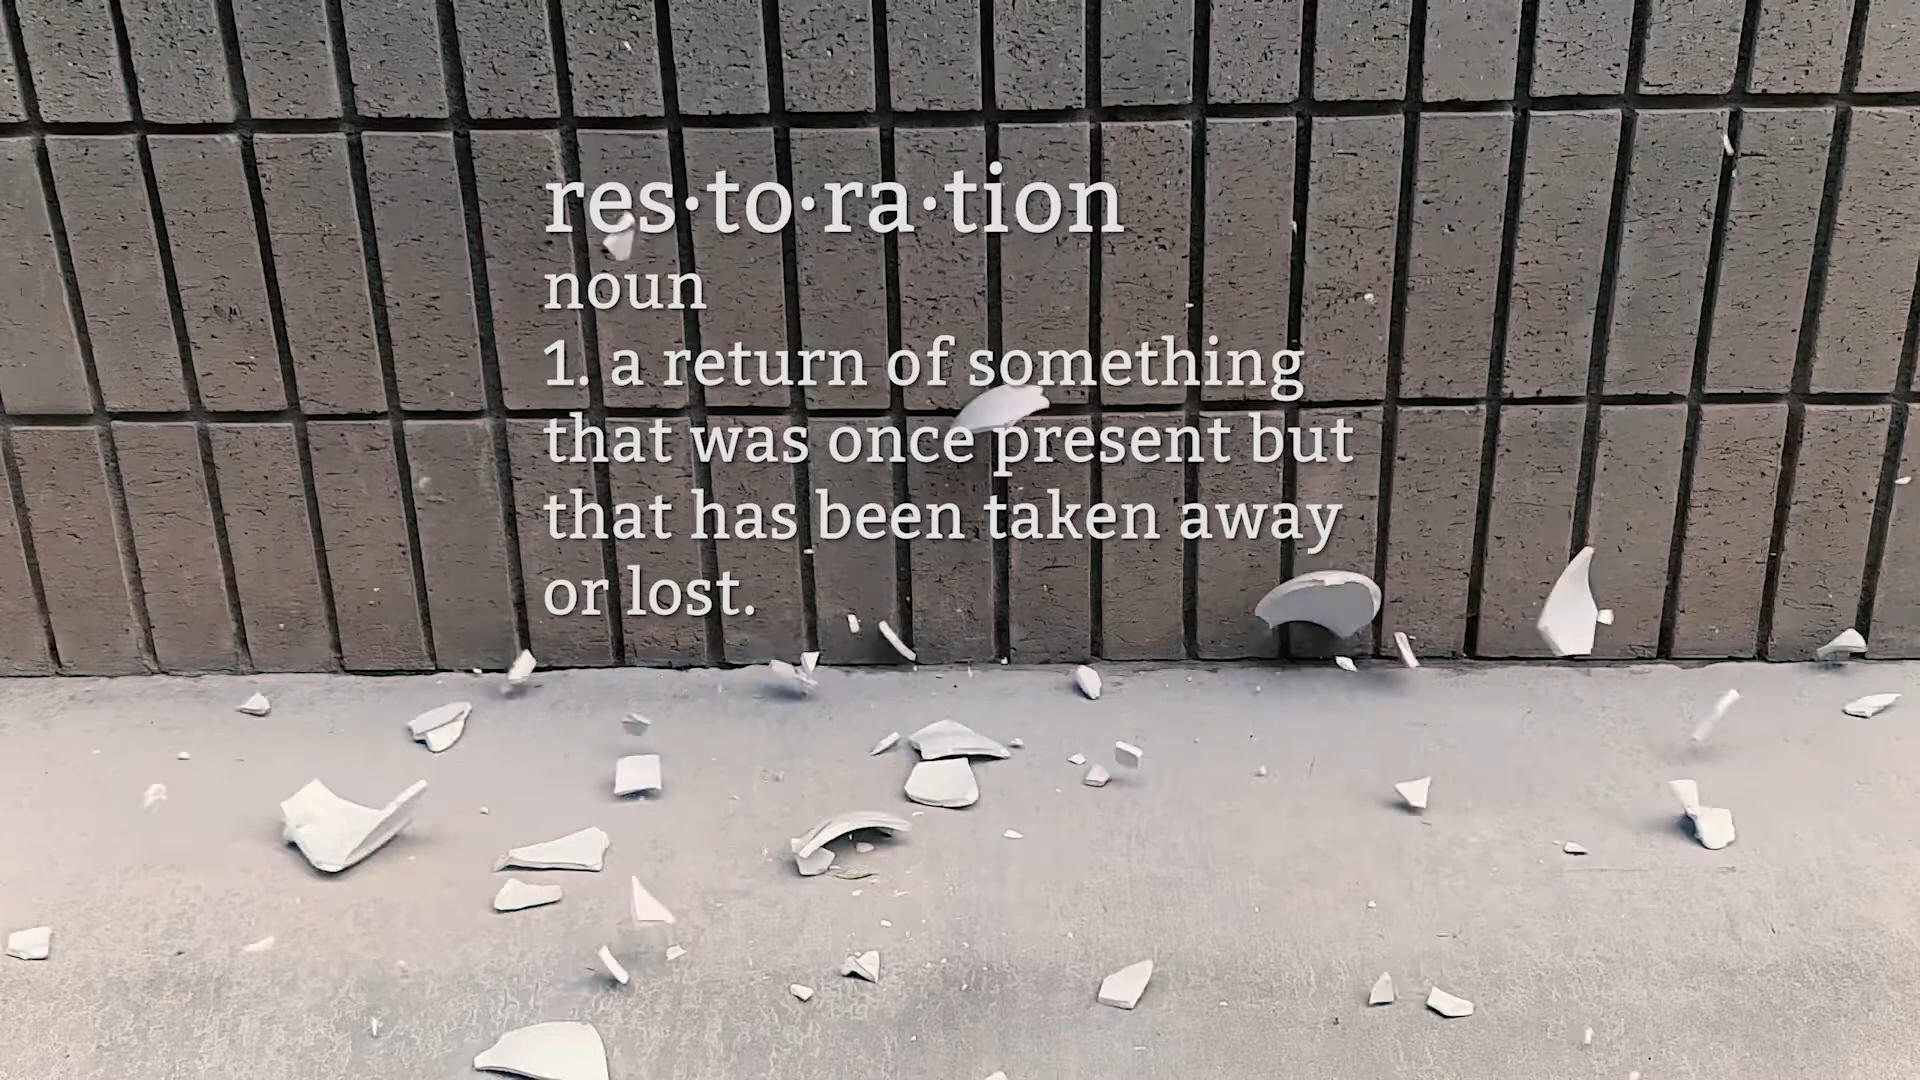 res·to·ra·tion
noun
1. a return of something
that was once present but
that has been taken away
or lost.